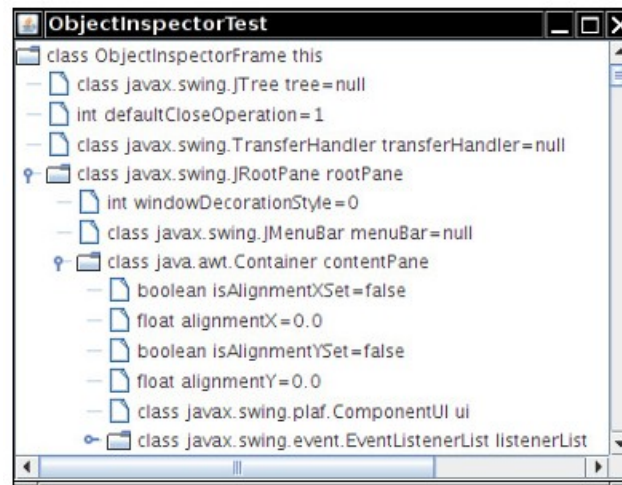 ObjectInspectorTest
class ObjectInspectorFrame this
class javax.swing.JTree tree=null
int defaultCloseOperation=1
class javax.swing.TransferHandler transferHandler=null
class javax.swing.JRootPane rootPane
int windowDecorationStyle=0
class javax.swing.JMenuBar menuBar=null
class java.awt.Container contentPane
boolean isAlignmentXSet=false
float alignmentX=0.0
boolean isAlignmentYSet=false
float alignmentY=0.0
class javax.swing.plaf.ComponentUI ui
class javax.swing.event.EventListenerList listenerList